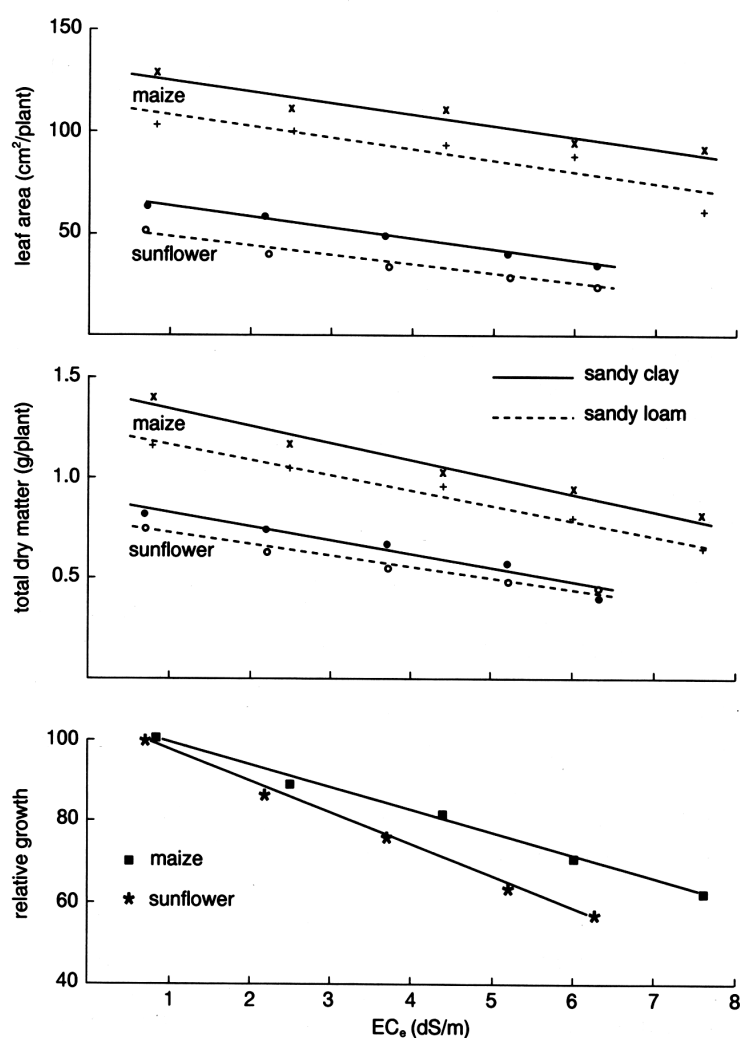 150
maize
100
leaf area (cm²/plant)
50
sunflower
1.5
sandy clay
maize
sandy loam
1.0
total dry matter (g/plant)
sunflower
0.5
100
80
relative growth
maize
sunflower
60
40
1 2 3 4 5 6 7 8
ECe (dS/m)